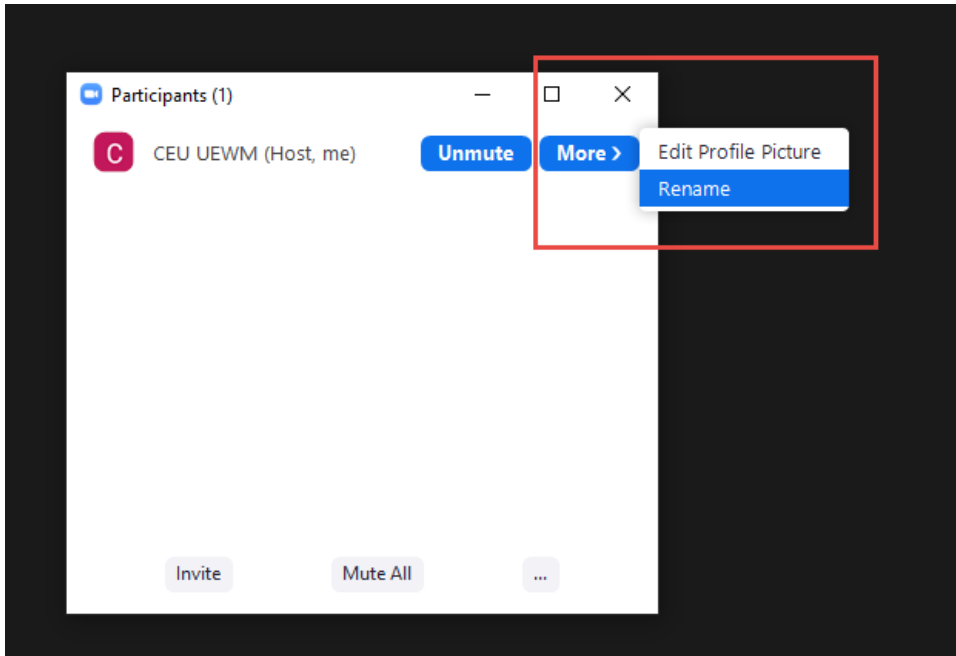 Participants (1)
C CEU UEWM (Host, me) Unmute More > Edit Profile Picture
Rename
Invite Mute All ...